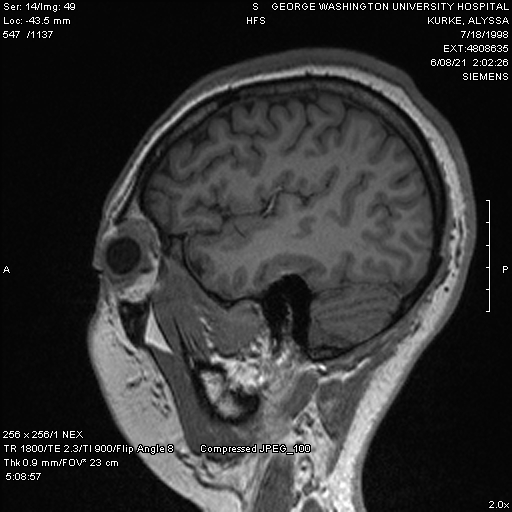 Ser: 14/Img: 49
Loc: -43.5 mm
547 /1137
S
HFS
GEORGE WASHINGTON UNIVERSITY HOSPITAL
KURKE, ALYSSA
7/18/1998
EXT:4808635
6/08/21 2:02:26
SIEMENS
A
P
256 x 256/1 NEX
TR 1800/TE 2.3/TI 900/Flip Angle 8
Thk 0.9 mm/FOV* 23 cm
5:08:57
Compressed JPEG_100
2.0x